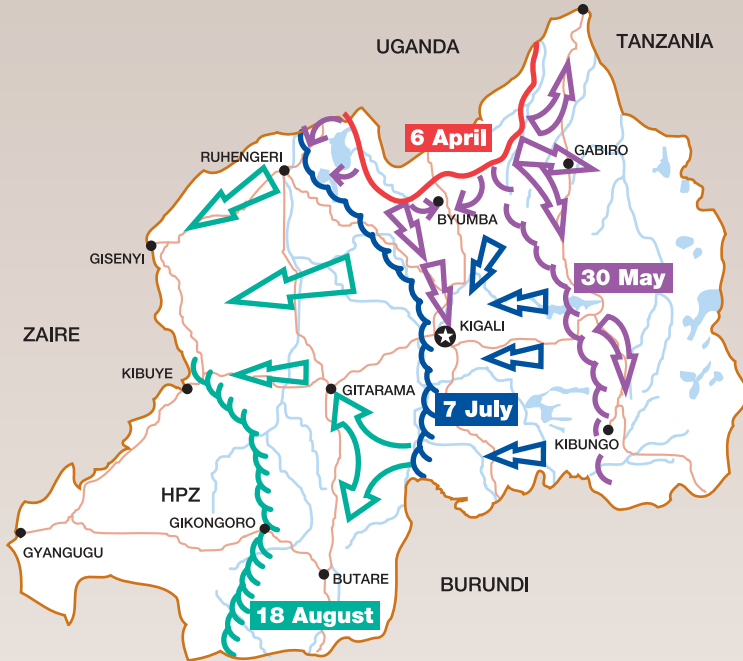 UGANDA
TANZANIA
6 April
RUHENGERI
GABIRO
BYUMBA
GISENYI
30 May
ZAIRE
KIGALI
KIBUYE
GITARAMA
7 July
KIBUNGO
HPZ
GIKONGORO
GYANGUGU
BUTARE
BURUNDI
18 August